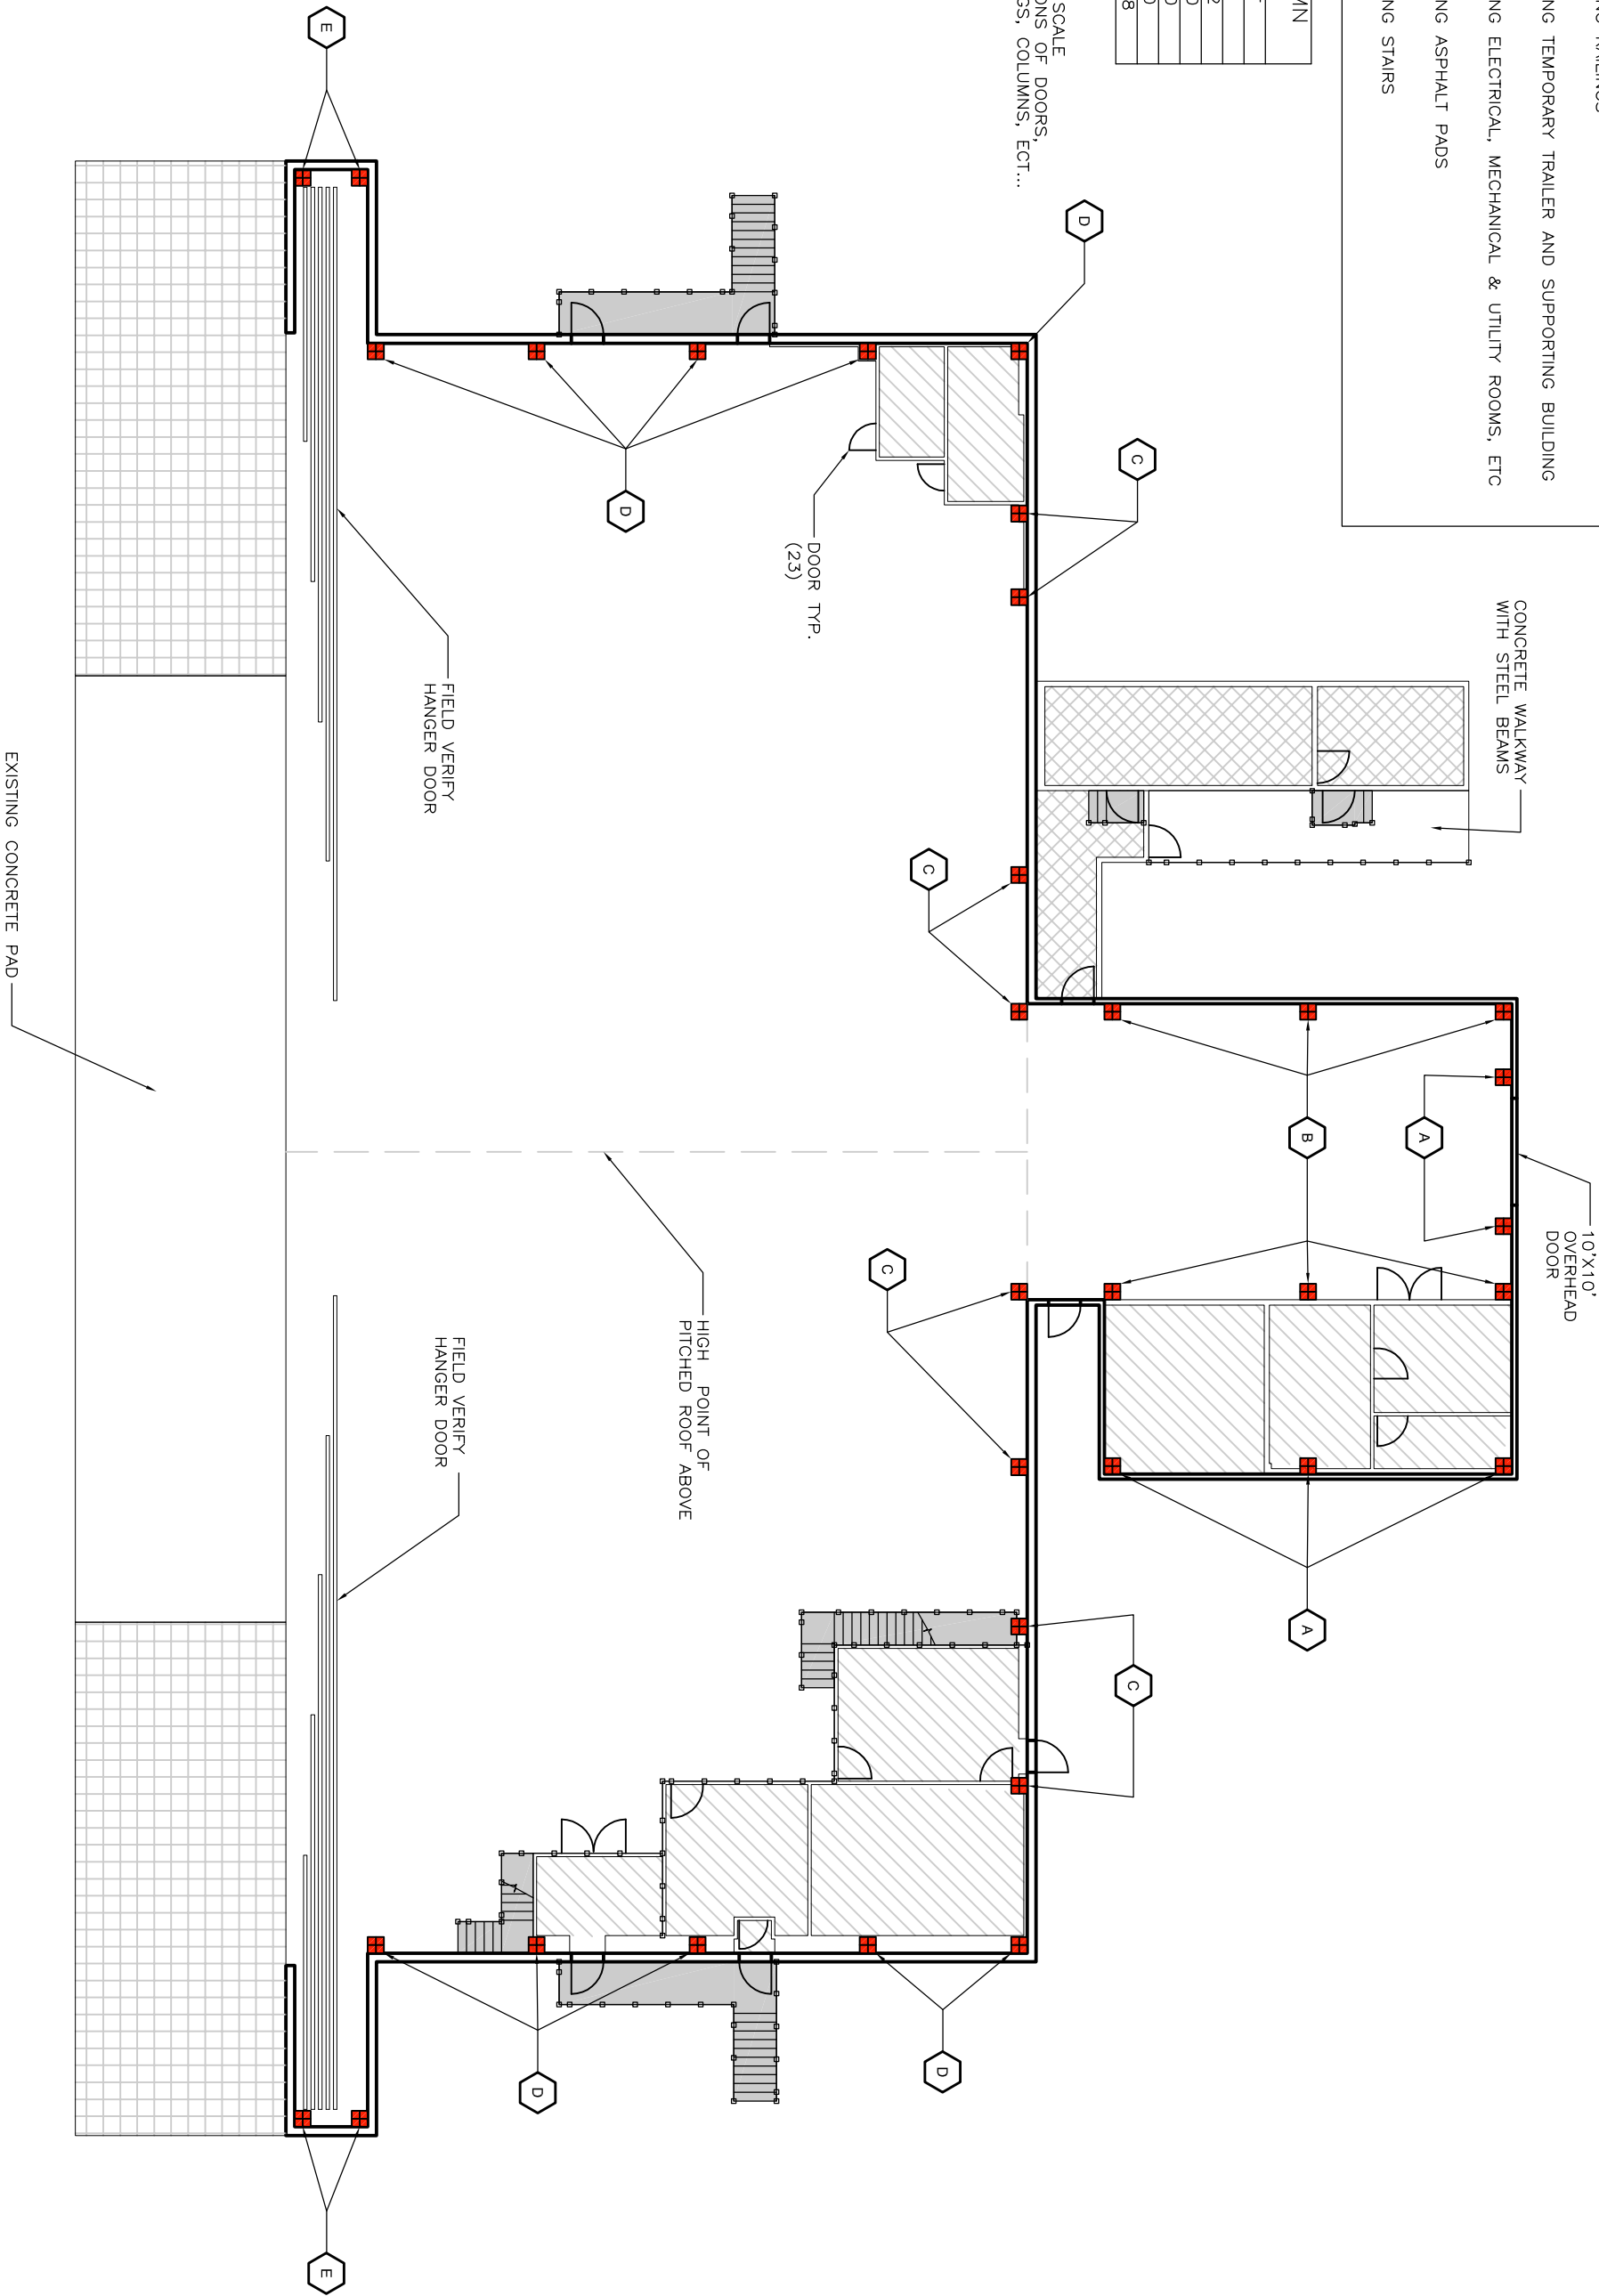 NG TEMPORARY TRAILER AND SUPPORTING BUILDING
NG ELECTRICAL, MECHANICAL & UTILITY ROOMS, ETC
NG ASPHALT PADS
NG STAIRS
MN
SCALE
ONS OF DOORS,
GS, COLUMNS, ECT...
CONCRETE WALKWAY
WITH STEEL BEAMS
10'X10'
OVERHEAD
DOOR
DOOR TYP.
(23)
FIELD VERIFY
HANGER DOOR
HIGH POINT OF
PITCHED ROOF ABOVE
FIELD VERIFY
HANGER DOOR
EXISTING CONCRETE PAD
A
A
B
C
C
C
C
D
D
D
D
E
E